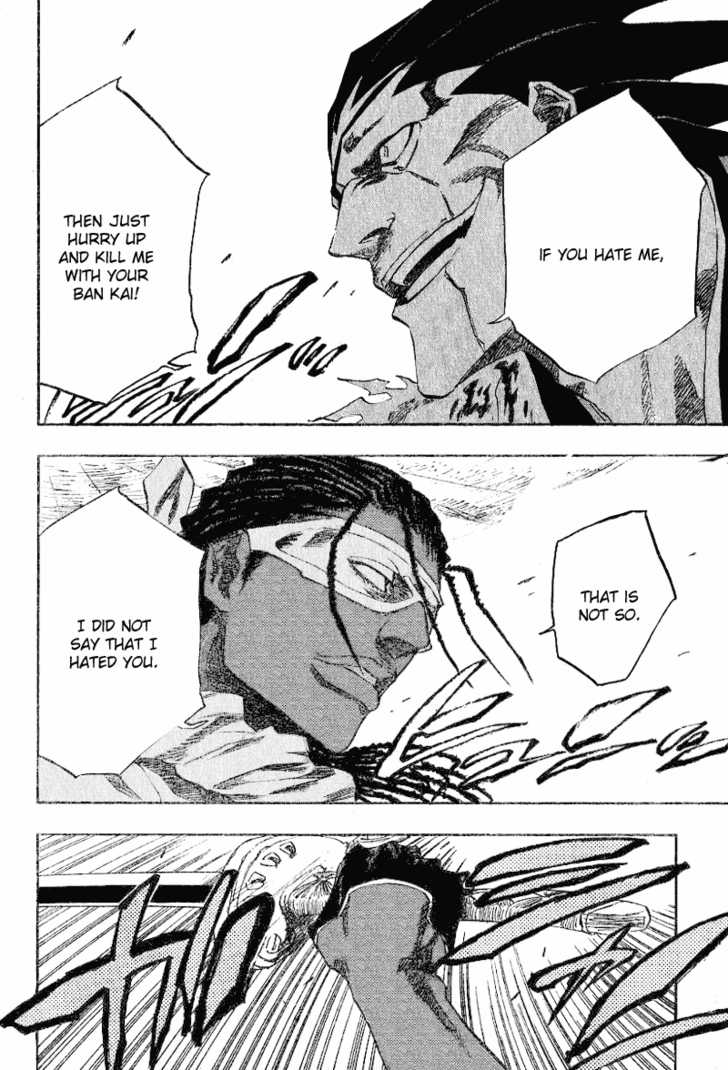 IF YOU HATE ME,
THEN JUST
HURRY UP
AND KILL ME
WITH YOUR
BAN KAI!
THAT IS
NOT SO.
I DID NOT
SAY THAT I
HATED YOU.